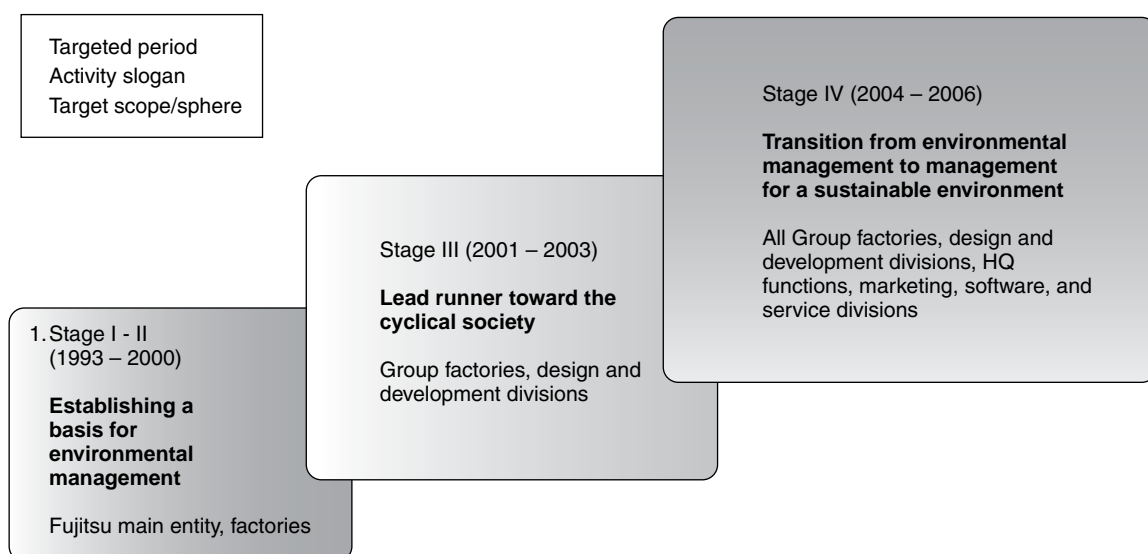 Targeted period
Activity slogan
Target scope/sphere
1. Stage I - II
(1993 – 2000)
Establishing a
basis for
environmental
management
Fujitsu main entity, factories
Stage III (2001 – 2003)
Lead runner toward the
cyclical society
Group factories, design and
development divisions
Stage IV (2004 – 2006)
Transition from environmental
management to management
for a sustainable environment
All Group factories, design and
development divisions, HQ
functions, marketing, software, and
service divisions